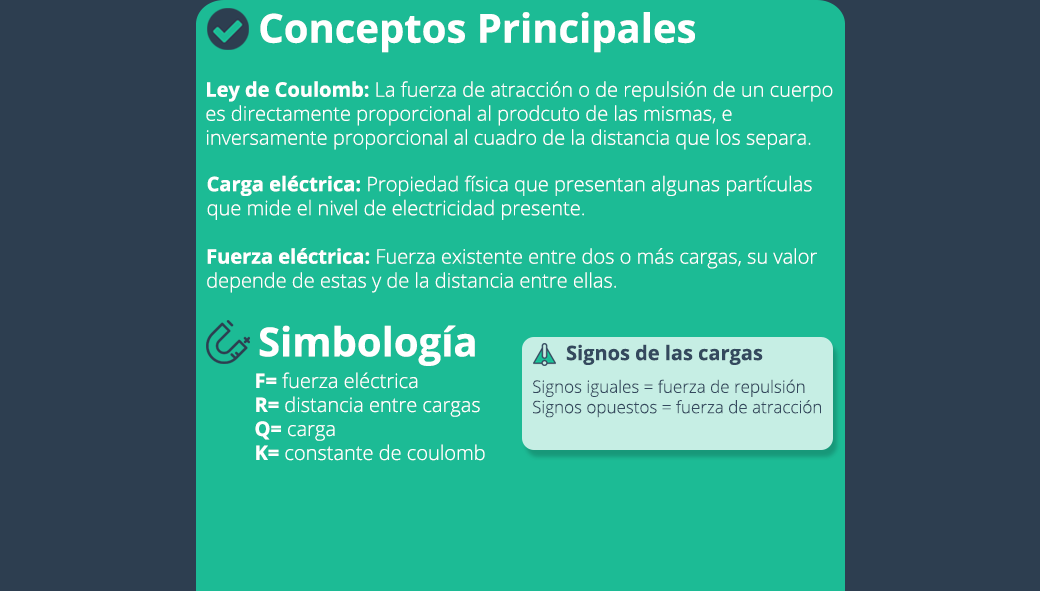 Conceptos Principales
Ley de Coulomb: La fuerza de atracción o de repulsión de un cuerpo
es directamente proporcional al prodcuto de las mismas, e
inversamente proporcional al cuadro de la distancia que los separa.
Carga eléctrica: Propiedad física que presentan algunas partículas
que mide el nivel de electricidad presente.
Fuerza eléctrica: Fuerza existente entre dos o más cargas, su valor
depende de estas y de la distancia entre ellas.
Simbología
F= fuerza eléctrica
R= distancia entre cargas
Q= carga
K= constante de coulomb
Signos de las cargas
Signos iguales = fuerza de repulsión
Signos opuestos = fuerza de atracción